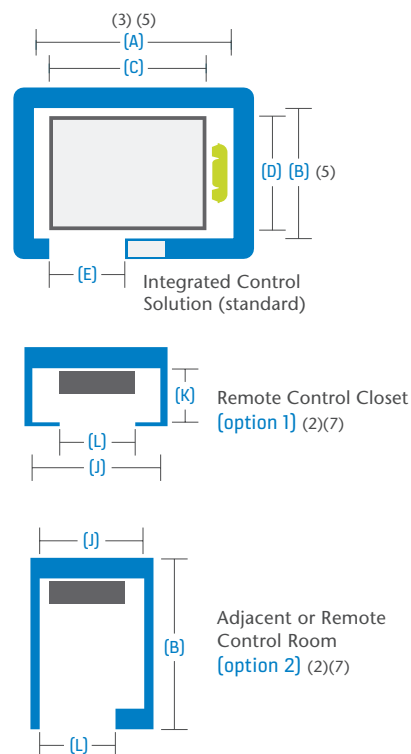 (3) (5)
(A)
(C)
(D) (B) (5)
(E)
Integrated Control
Solution (standard)
(K)
Remote Control Closet
(option 1) (2)(7)
(L)
(J)
(J)
(B)
Adjacent or Remote
Control Room
(option 2) (2)(7)
(L)